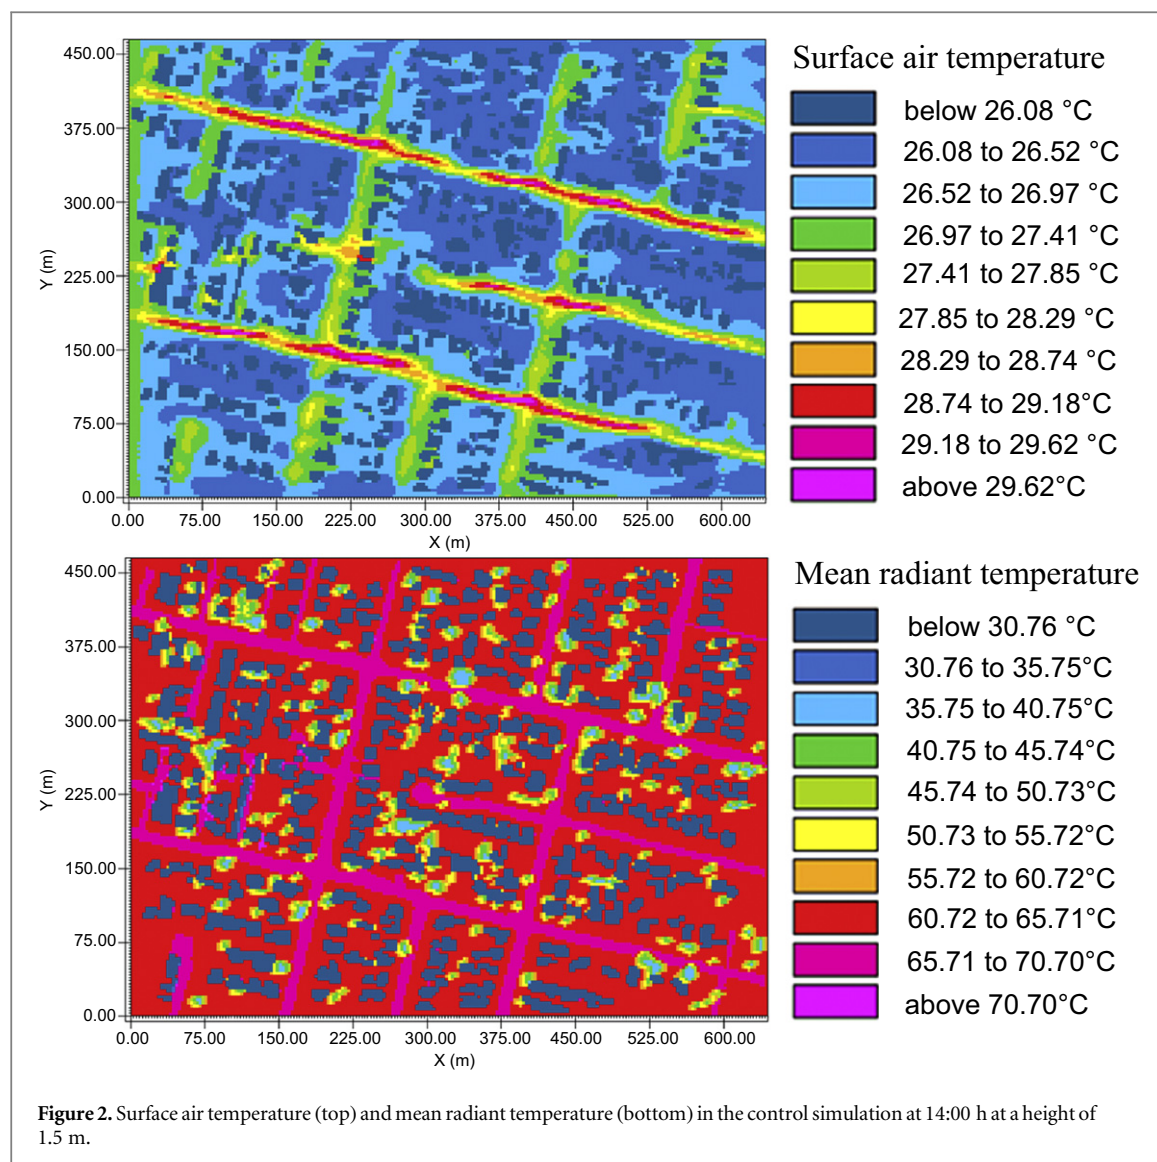 Surface air temperature
450.00
375.00
300.00
225.00
150.00
75.00
0.00
Y (m)
0.00 75.00 150.00 225.00 300.00 375.00 450.00 525.00 600.00
X (m)
below 26.08 °C
26.08 to 26.52 °C
26.52 to 26.97 °C
26.97 to 27.41 °C
27.41 to 27.85 °C
27.85 to 28.29 °C
28.29 to 28.74 °C
28.74 to 29.18°C
29.18 to 29.62 °C
above 29.62°C
Mean radiant temperature
450.00
375.00
300.00
225.00
150.00
75.00
0.00
Y (m)
0.00 75.00 150.00 225.00 300.00 375.00 450.00 525.00 600.00
X (m)
below 30.76 °C
30.76 to 35.75°C
35.75 to 40.75°C
40.75 to 45.74°C
45.74 to 50.73°C
50.73 to 55.72°C
55.72 to 60.72°C
60.72 to 65.71°C
65.71 to 70.70°C
above 70.70°C
Figure 2. Surface air temperature (top) and mean radiant temperature (bottom) in the control simulation at 14:00 h at a height of
1.5 m.